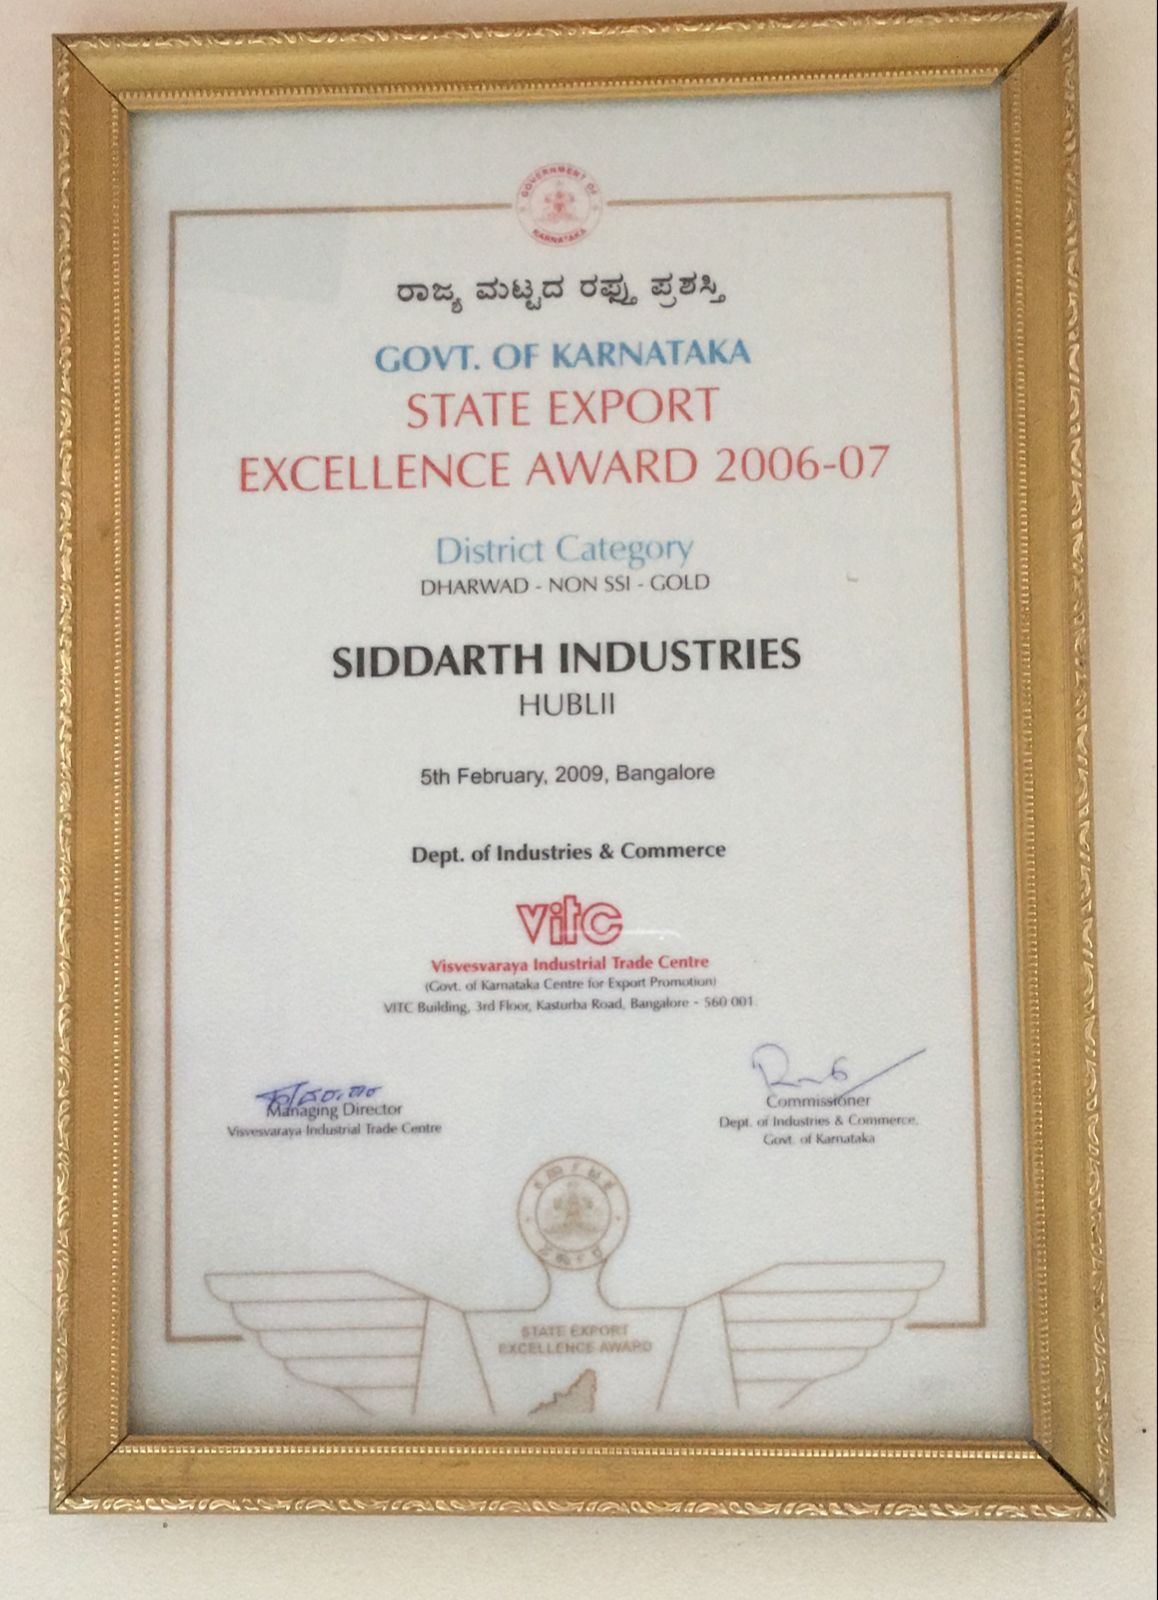 GOVERNMENT OF
KARNATAKA
ರಾಜ್ಯ ಮಟ್ಟದ ರಫ್ತು ಪ್ರಶಸ್ತಿ
GOVT. OF KARNATAKA
STATE EXPORT
EXCELLENCE AWARD 2006-07
District Category
DHARWAD - NON SSI - GOLD
SIDDARTH INDUSTRIES
HUBLII
5th February, 2009, Bangalore
Dept. of Industries & Commerce
vitc
Visvesvaraya Industrial Trade Centre
(Govt. of Karnataka Centre for Export Promotion)
VITC Building, 3rd Floor, Kasturba Road, Bangalore - 560 001.
Managing Director
Visvesvaraya Industrial Trade Centre
Commissioner
Dept. of Industries & Commerce,
Govt. of Karnataka
STATE EXPORT
EXCELLENCE AWARD